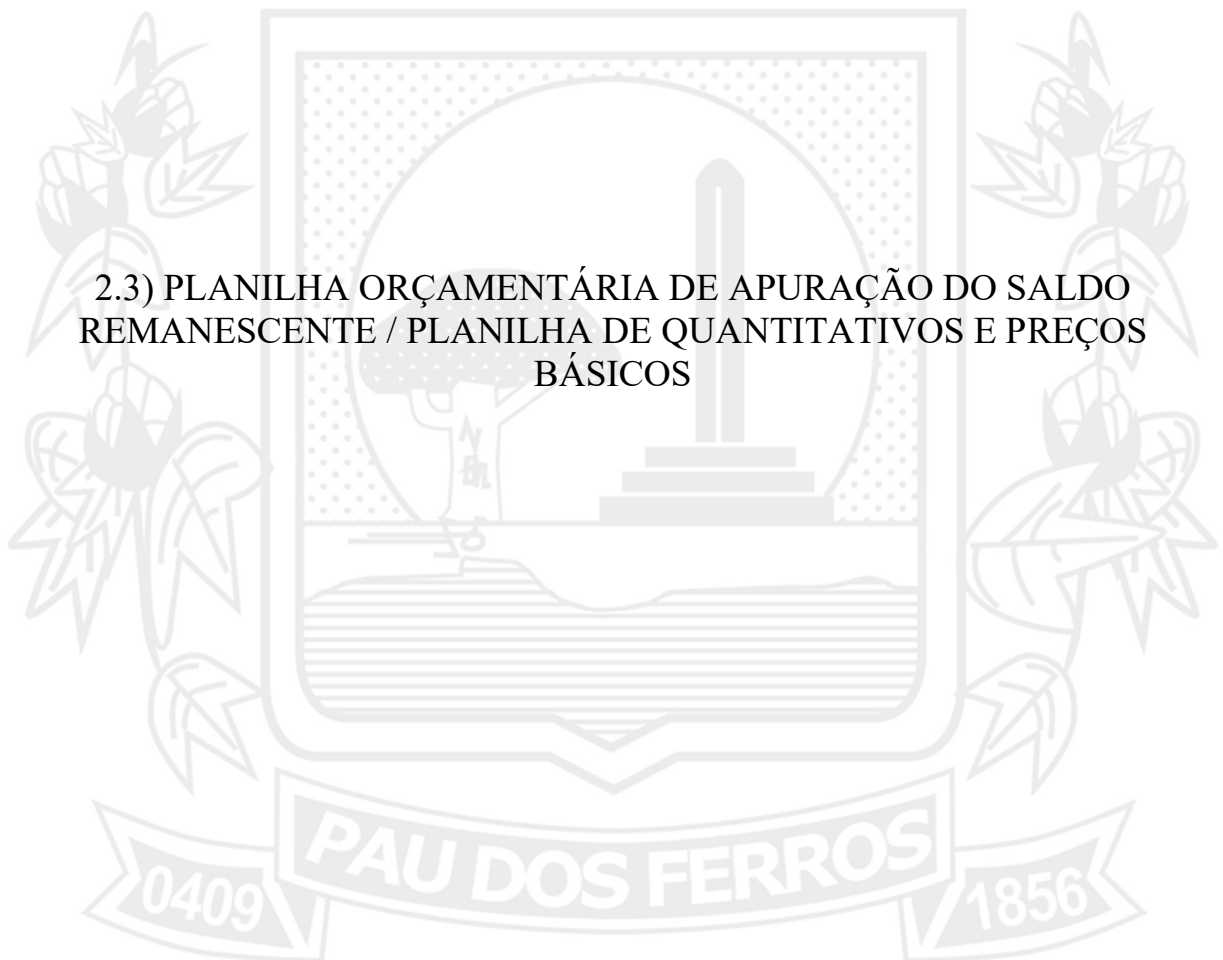 2.3) PLANILHA ORÇAMENTÁRIA DE APURAÇÃO DO SALDO
REMANESCENTE / PLANILHA DE QUANTITATIVOS E PREÇOS
BÁSICOS
PAU DOS FERROS
0409
1856